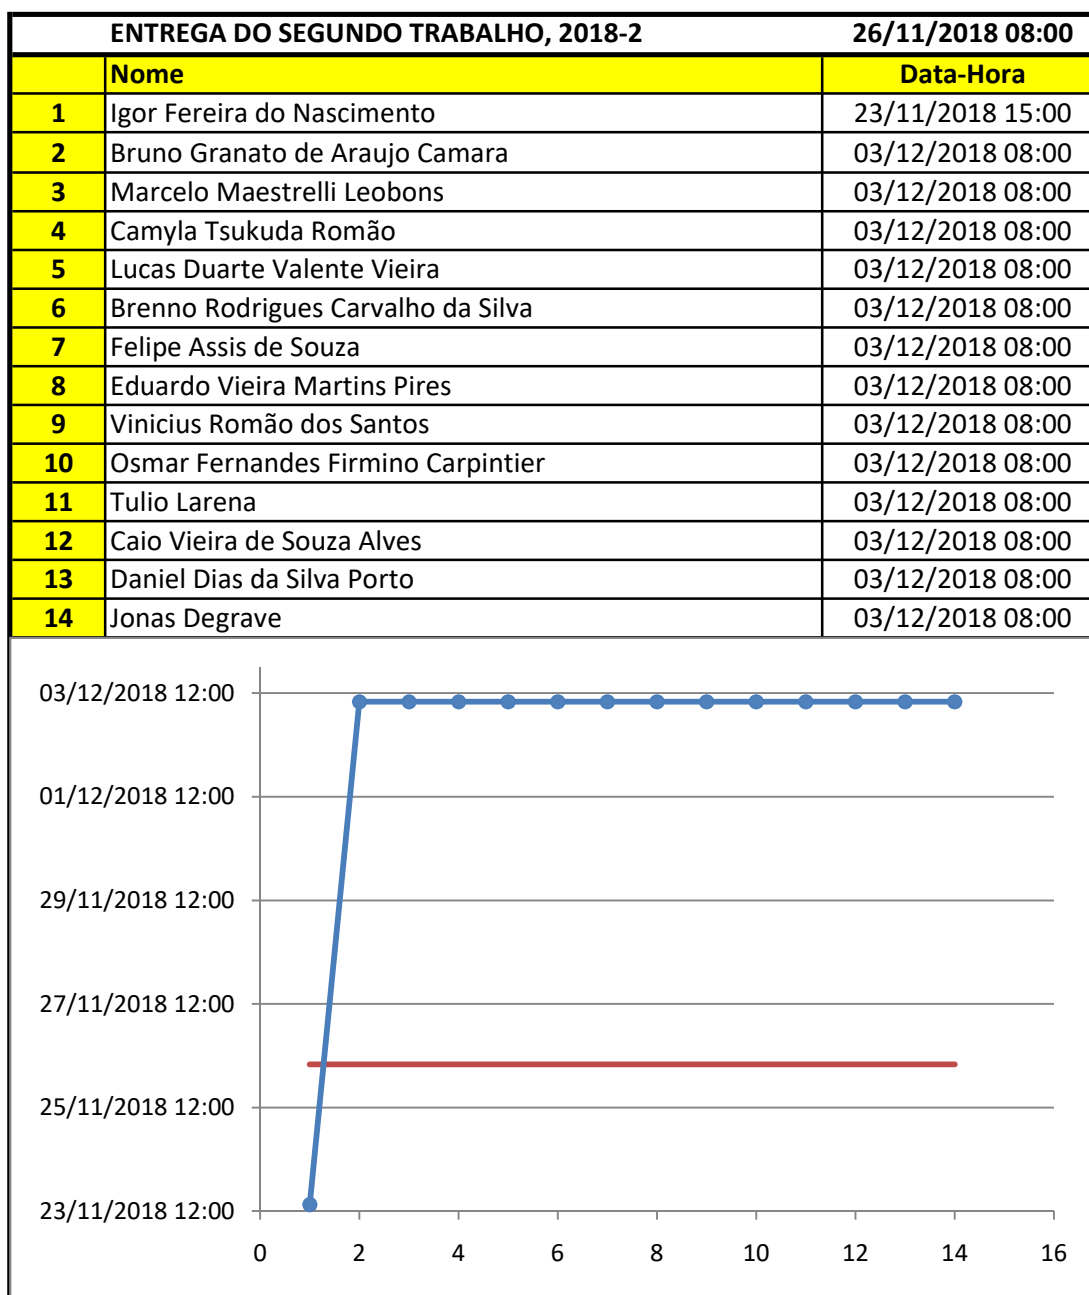 ENTREGA DO SEGUNDO TRABALHO, 2018-2 26/11/2018 08:00
Nome Data-Hora
1 Igor Fereira do Nascimento 23/11/2018 15:00
2 Bruno Granato de Araujo Camara 03/12/2018 08:00
3 Marcelo Maestrelli Leobons 03/12/2018 08:00
4 Camyla Tsukuda Romão 03/12/2018 08:00
5 Lucas Duarte Valente Vieira 03/12/2018 08:00
6 Brenno Rodrigues Carvalho da Silva 03/12/2018 08:00
7 Felipe Assis de Souza 03/12/2018 08:00
8 Eduardo Vieira Martins Pires 03/12/2018 08:00
9 Vinicius Romão dos Santos 03/12/2018 08:00
10 Osmar Fernandes Firmino Carpintier 03/12/2018 08:00
11 Tulio Larena 03/12/2018 08:00
12 Caio Vieira de Souza Alves 03/12/2018 08:00
13 Daniel Dias da Silva Porto 03/12/2018 08:00
14 Jonas Degrave 03/12/2018 08:00
03/12/2018 12:00
01/12/2018 12:00
29/11/2018 12:00
27/11/2018 12:00
25/11/2018 12:00
23/11/2018 12:00
0 2 4 6 8 10 12 14 16